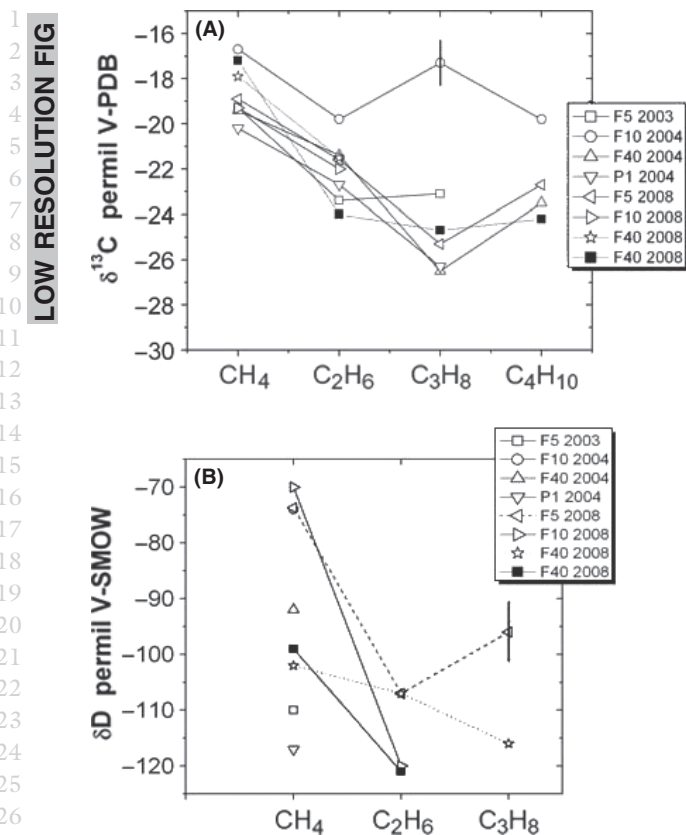 1
2
3
4
5
6
7
8
9
10
11
12
13
14
15
16
17
18
19
20
21
22
23
24
25
26
LOW RESOLUTION FIG
(A)
δ¹³C permil V-PDB
−16
−18
−20
−22
−24
−26
−28
−30
CH₄ C₂H₆ C₃H₈ C₄H₁₀
F5 2003
F10 2004
F40 2004
P1 2004
F5 2008
F10 2008
F40 2008
F40 2008
(B)
δD permil V-SMOW
−70
−80
−90
−100
−110
−120
CH₄ C₂H₆ C₃H₈
F5 2003
F10 2004
F40 2004
P1 2004
F5 2008
F10 2008
F40 2008
F40 2008